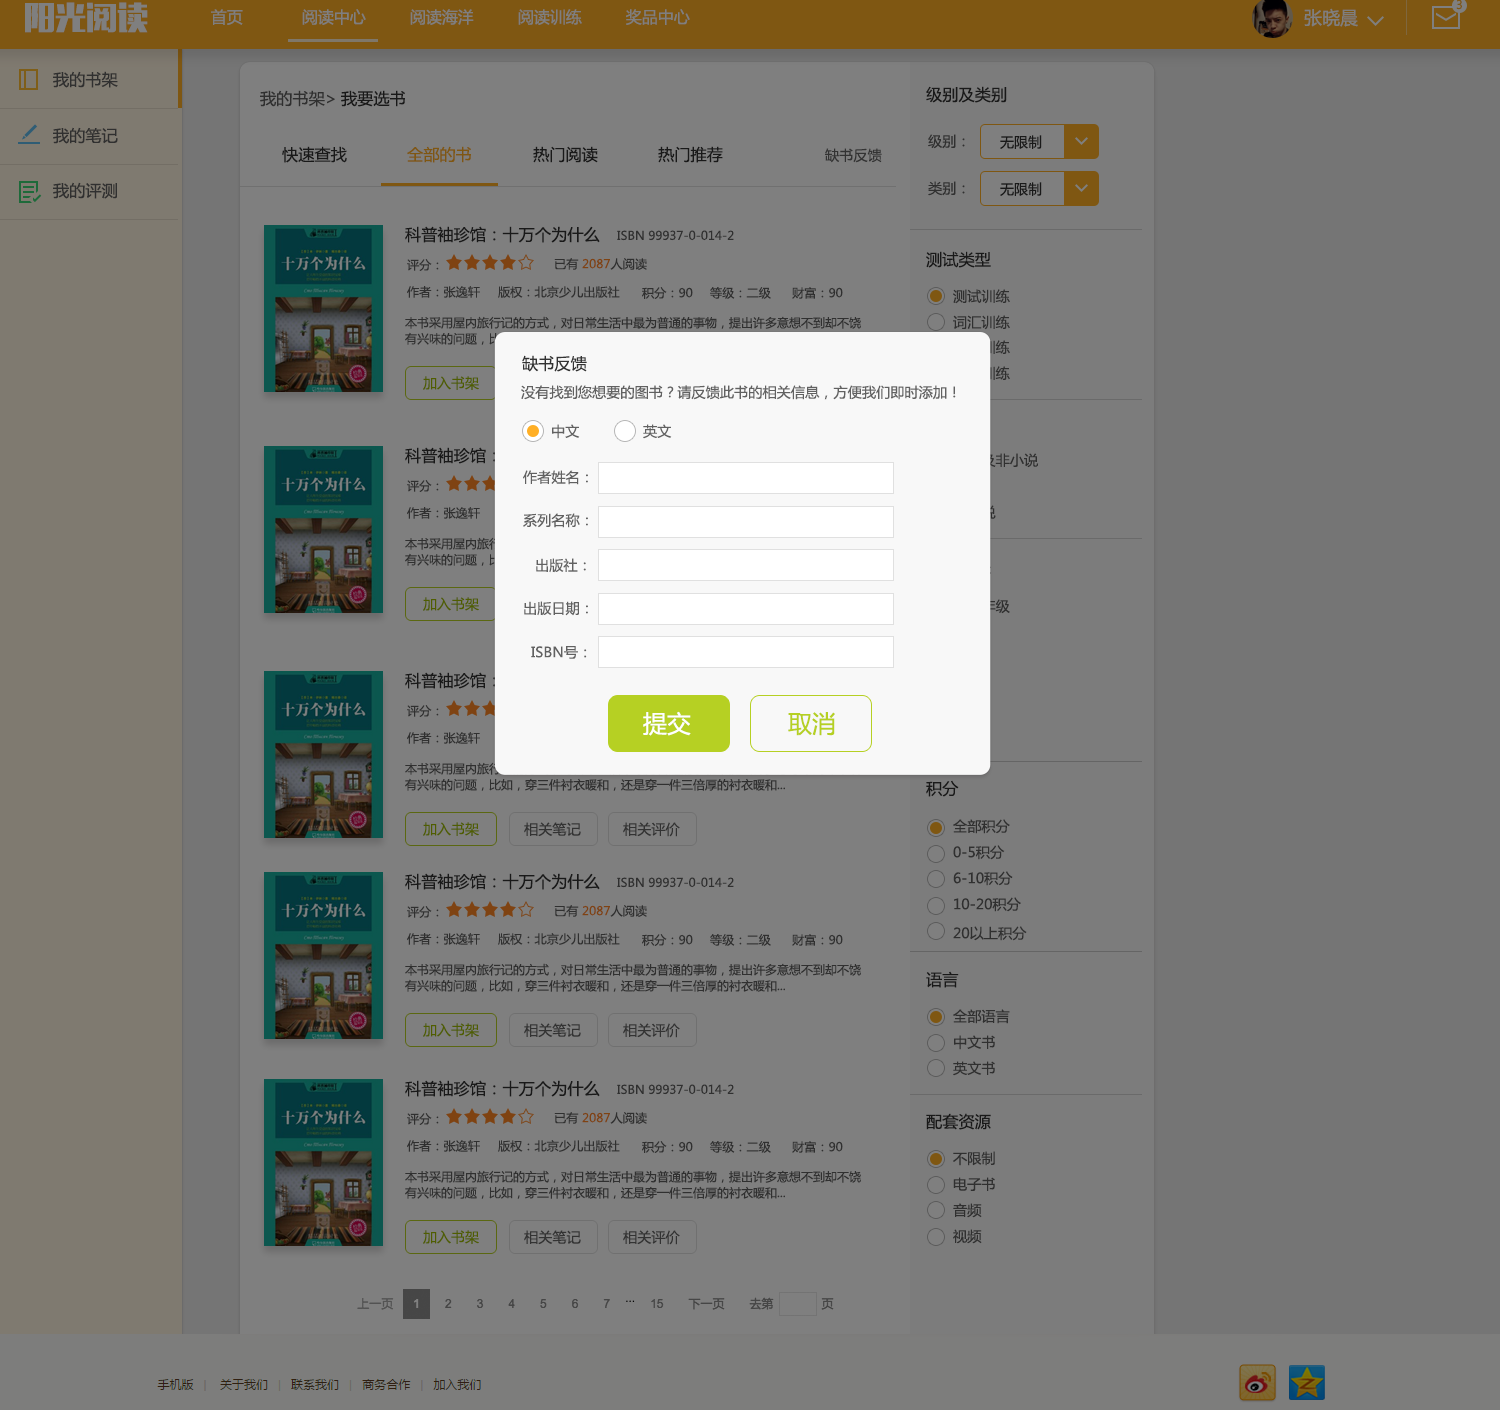 阳光阅读
首页
阅读中心
阅读海洋
阅读训练
奖品中心
张晓晨
3
我的书架
我的笔记
我的评测
我的书架> 我要选书
快速查找
全部的书
热门阅读
热门推荐
缺书反馈
十万个为什么
科普袖珍馆：十万个为什么 ISBN 99937-0-014-2
评分： 已有 2087人阅读
作者：张逸轩 版权：北京少儿出版社 积分：90 等级：二级 财富：90
本书采用屋内旅行记的方式，对日常生活中最为普通的事物，提出许多意想不到却不饶
有兴味的问题，比
加入书架
十万个为什么
科普袖珍馆：
评分：
作者：张逸轩
本书采用屋内旅行
有兴味的问题，比
加入书架
十万个为什么
科普袖珍馆：
评分：
作者：张逸轩
本书采用屋内旅行
有兴味的问题，比如，穿三件衬衣暖和，还是穿一件三倍厚的衬衣暖和...
加入书架
相关笔记
相关评价
十万个为什么
科普袖珍馆：十万个为什么 ISBN 99937-0-014-2
评分： 已有 2087人阅读
作者：张逸轩 版权：北京少儿出版社 积分：90 等级：二级 财富：90
本书采用屋内旅行记的方式，对日常生活中最为普通的事物，提出许多意想不到却不饶
有兴味的问题，比如，穿三件衬衣暖和，还是穿一件三倍厚的衬衣暖和...
加入书架
相关笔记
相关评价
十万个为什么
科普袖珍馆：十万个为什么 ISBN 99937-0-014-2
评分： 已有 2087人阅读
作者：张逸轩 版权：北京少儿出版社 积分：90 等级：二级 财富：90
本书采用屋内旅行记的方式，对日常生活中最为普通的事物，提出许多意想不到却不饶
有兴味的问题，比如，穿三件衬衣暖和，还是穿一件三倍厚的衬衣暖和...
加入书架
相关笔记
相关评价
上一页 1 2 3 4 5 6 7 ... 15 下一页 去第 页
缺书反馈
没有找到您想要的图书？请反馈此书的相关信息，方便我们即时添加！
中文
英文
作者姓名：
系列名称：
出版社：
出版日期：
ISBN号：
提交
取消
级别及类别
级别： 无限制
类别： 无限制
测试类型
测试训练
词汇训练
训练
训练
及非小说
说
年级
积分
全部积分
0-5积分
6-10积分
10-20积分
20以上积分
语言
全部语言
中文书
英文书
配套资源
不限制
电子书
音频
视频
手机版 | 关于我们 | 联系我们 | 商务合作 | 加入我们